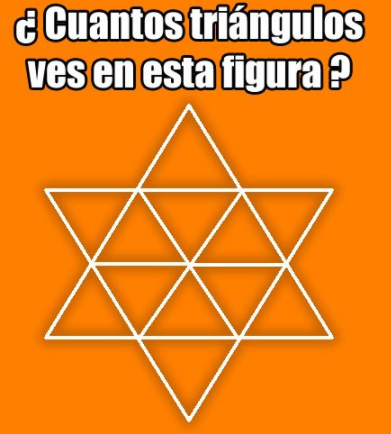 ¿ Cuantos triángulos
ves en esta figura ?